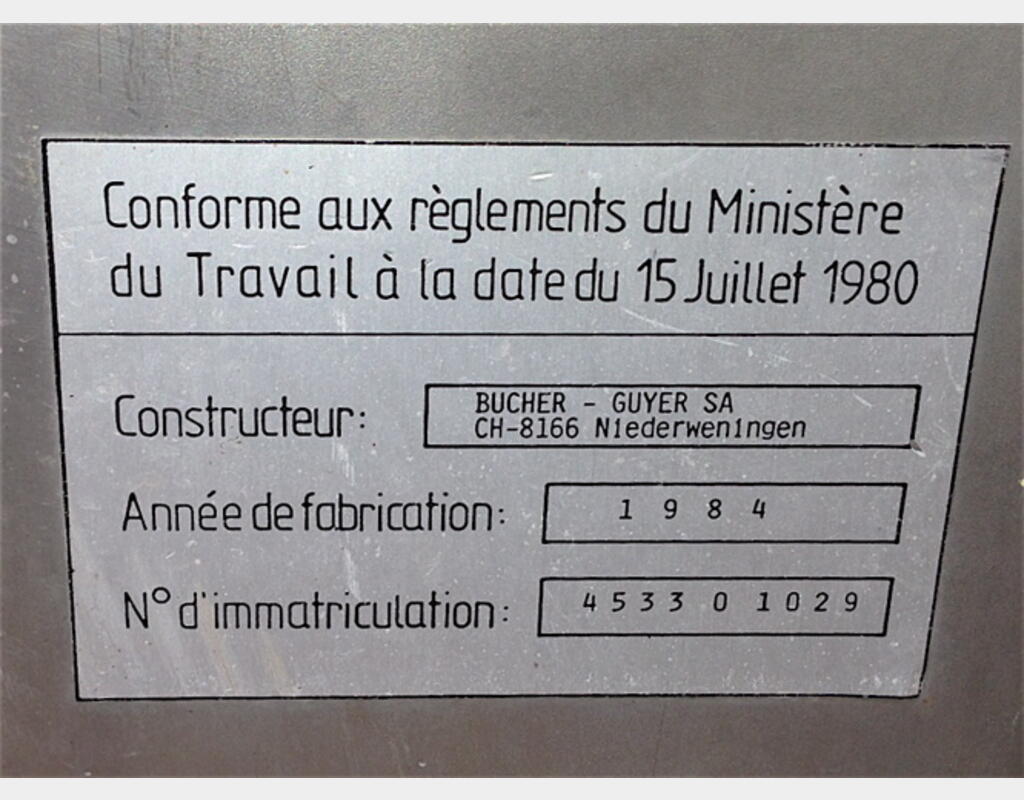 Conforme aux règlements du Ministère
du Travail à la date du 15 Juillet 1980
Constructeur: BUCHER - GUYER SA
CH-8166 Niederweningen
Année de fabrication: 1 9 8 4
N° d'immatriculation: 4 5 3 3 0 1 0 2 9